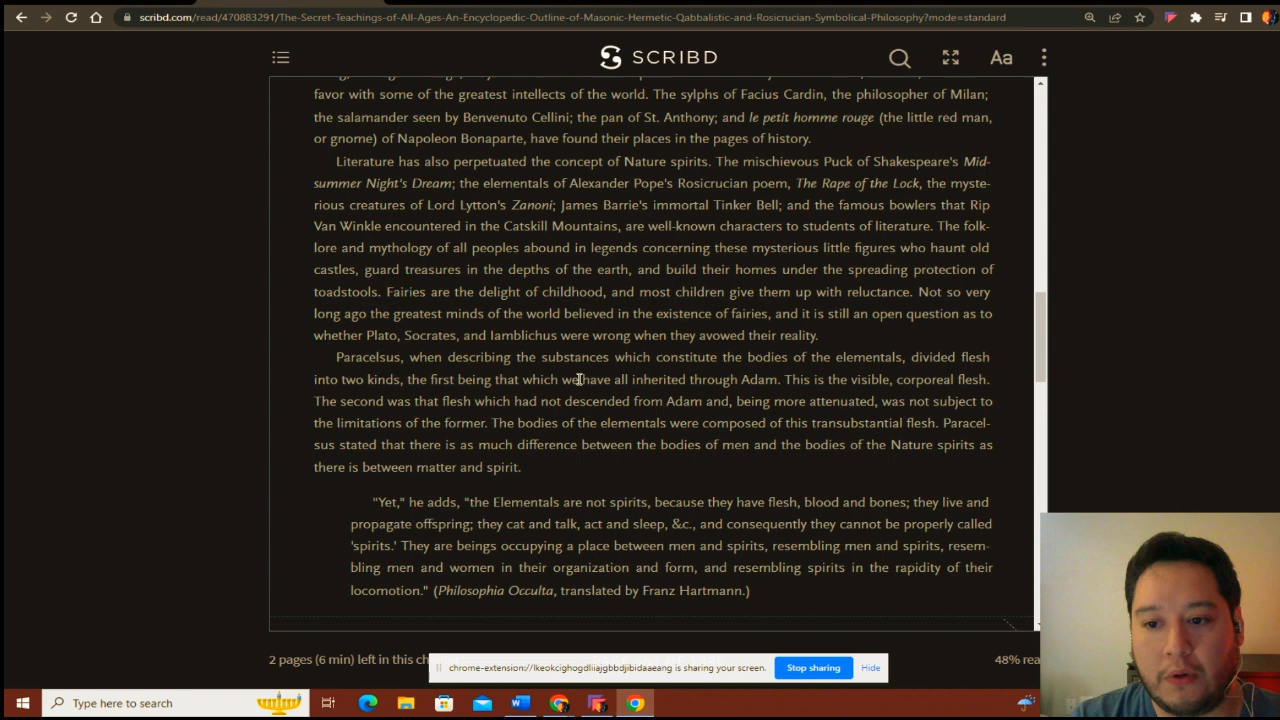 scribd.com/read/470883291/The-Secret-Teachings-of-All-Ages-An-Encyclopedic-Outline-of-Masonic-Hermetic-Qabbalistic-and-Rosicrucian-Symbolical-Philosophy?mode=standard
SCRIBD
Aa
favor with some of the greatest intellects of the world. The sylphs of Facius Cardin, the philosopher of Milan;
the salamander seen by Benvenuto Cellini; the pan of St. Anthony; and le petit homme rouge (the little red man,
or gnome) of Napoleon Bonaparte, have found their places in the pages of history.
Literature has also perpetuated the concept of Nature spirits. The mischievous Puck of Shakespeare's Mid-
summer Night's Dream; the elementals of Alexander Pope's Rosicrucian poem, The Rape of the Lock, the myste-
rious creatures of Lord Lytton's Zanoni; James Barrie's immortal Tinker Bell; and the famous bowlers that Rip
Van Winkle encountered in the Catskill Mountains, are well-known characters to students of literature. The folk-
lore and mythology of all peoples abound in legends concerning these mysterious little figures who haunt old
castles, guard treasures in the depths of the earth, and build their homes under the spreading protection of
toadstools. Fairies are the delight of childhood, and most children give them up with reluctance. Not so very
long ago the greatest minds of the world believed in the existence of fairies, and it is still an open question as to
whether Plato, Socrates, and Iamblichus were wrong when they avowed their reality.
Paracelsus, when describing the substances which constitute the bodies of the elementals, divided flesh
into two kinds, the first being that which we have all inherited through Adam. This is the visible, corporeal flesh.
The second was that flesh which had not descended from Adam and, being more attenuated, was not subject to
the limitations of the former. The bodies of the elementals were composed of this transubstantial flesh. Paracel-
sus stated that there is as much difference between the bodies of men and the bodies of the Nature spirits as
there is between matter and spirit.
"Yet," he adds, "the Elementals are not spirits, because they have flesh, blood and bones; they live and
propagate offspring; they cat and talk, act and sleep, &c., and consequently they cannot be properly called
'spirits.' They are beings occupying a place between men and spirits, resembling men and spirits, resem-
bling men and women in their organization and form, and resembling spirits in the rapidity of their
locomotion." (Philosophia Occulta, translated by Franz Hartmann.)
2 pages (6 min) left in this ch
48% rea
chrome-extension://lkeokcighogdliiajgbbdjibidaaeang is sharing your screen.
Stop sharing
Hide
Type here to search